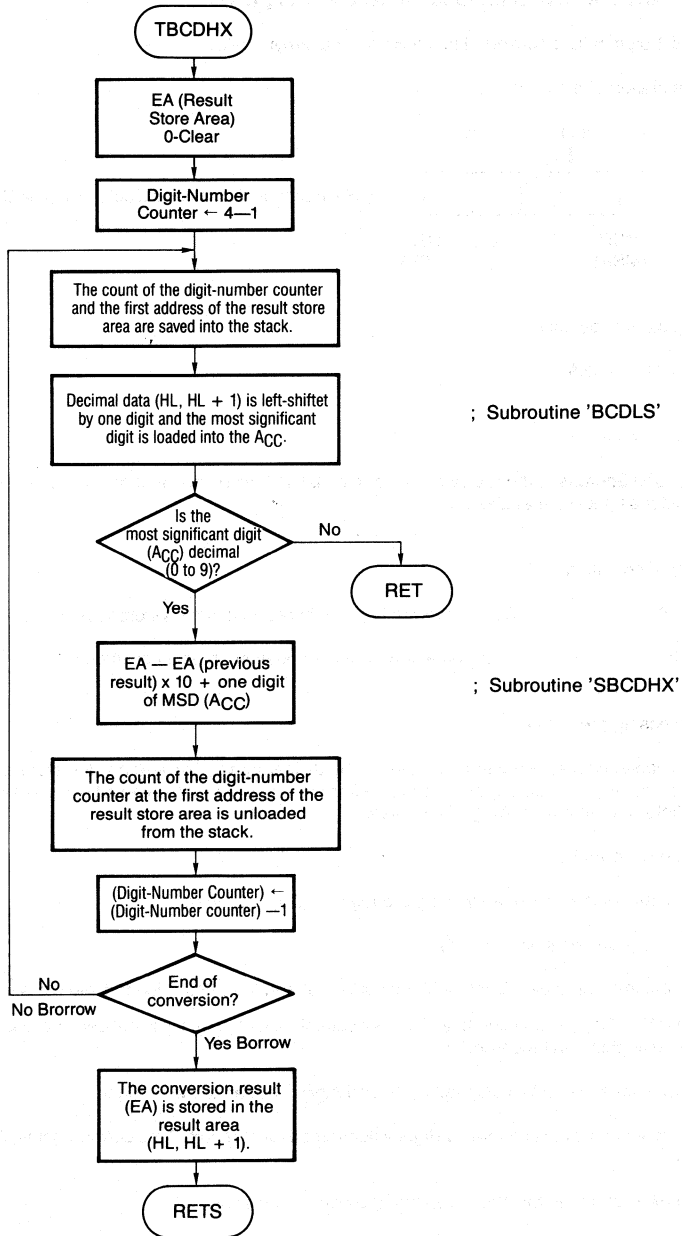 TBCDHX
EA (Result
Store Area)
0-Clear
Digit-Number
Counter ← 4—1
The count of the digit-number counter
and the first address of the result store
area are saved into the stack.
Decimal data (HL, HL + 1) is left-shiftet
by one digit and the most significant
digit is loaded into the ACC.
; Subroutine 'BCDLS'
Is the
most significant digit
(ACC) decimal
(0 to 9)?
No
RET
Yes
EA — EA (previous
result) x 10 + one digit
of MSD (ACC)
; Subroutine 'SBCDHX'
The count of the digit-number
counter at the first address of the
result store area is unloaded
from the stack.
(Digit-Number Counter) ←
(Digit-Number counter) —1
End of
conversion?
No
No Brorrow
Yes Borrow
The conversion result
(EA) is stored in the
result area
(HL, HL + 1).
RETS